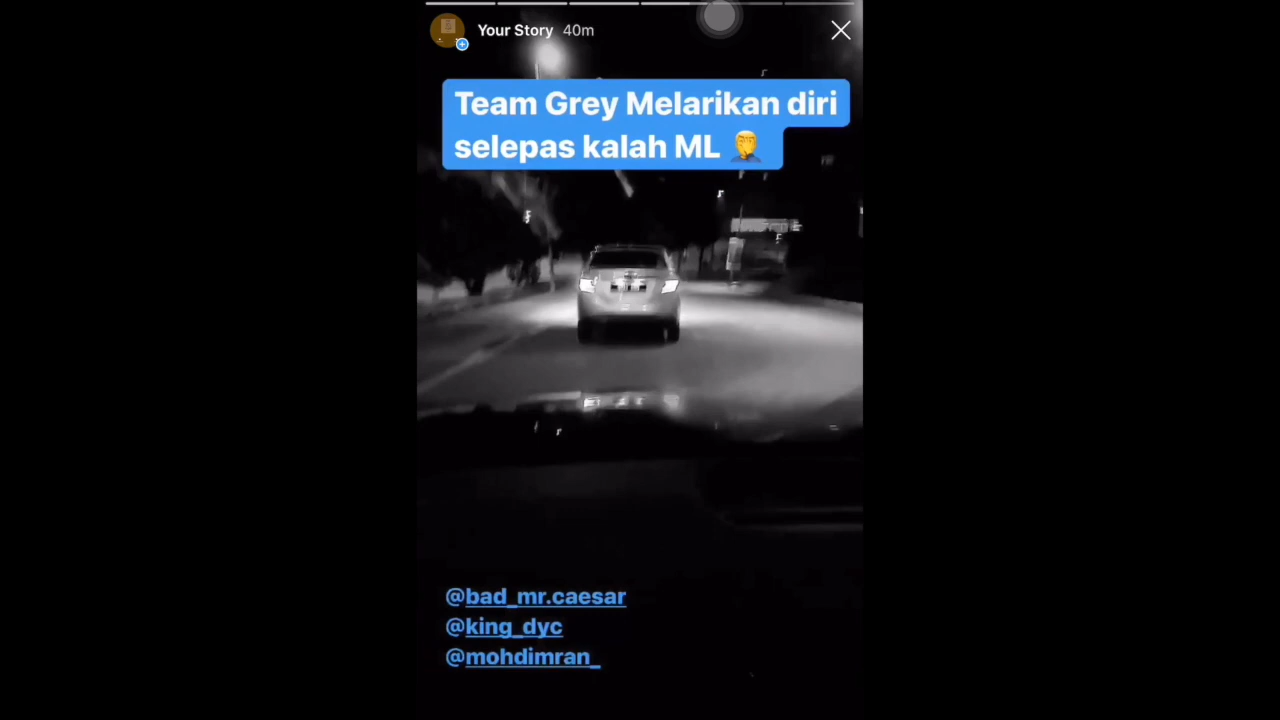 Your Story 40m
Team Grey Melarikan diri
selepas kalah ML 🤦
@bad_mr.caesar
@king_dyc
@mohdimran_